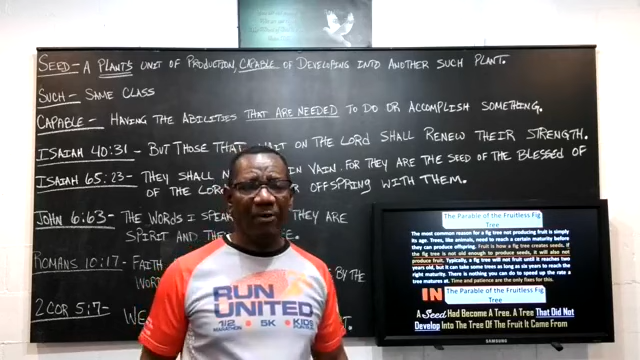 SEED - A PLANT'S UNIT OF PRODUCTION, CAPABLE OF DEVELOPING INTO ANOTHER SUCH PLANT.
SUCH - SAME CLASS
CAPABLE - HAVING THE ABILITIES THAT ARE NEEDED TO DO OR ACCOMPLISH SOMETHING.
ISAIAH 40:31 - BUT THOSE THAT ON THE LORD SHALL RENEW THEIR STRENGTH.
ISAIAH 65:23 - THEY SHALL IN VAIN. FOR THEY ARE THE SEED OF THE BLESSED OF
OF THE LORD OFFSPRING WITH THEM.
JOHN 6:63 - THE WORDS I THEY ARE
SPIRIT AND
ROMANS 10:17 - FAITH BY THE
2 COR 5:7 - WE
RUN
UNITED
1/2 MARATHON • 5K • KIDS
The Parable of the Fruitless Fig
Tree
The most common reason for a fig tree not producing fruit is simply
its age. Trees, like animals, need to reach a certain maturity before
they can produce offspring. Fruit is how a fig tree creates seeds. If
the fig tree is not old enough to produce seeds, it will also not
produce fruit. Typically, a fig tree will not fruit until it reaches two
years old, but it can take some trees as long as six years to reach the
right maturity. There is nothing you can do to speed up the rate a
tree matures at. Time and patience are the only fixes for this.
IN
The Parable of the Fruitless Fig
Tree
A Seed Had Become A Tree. A Tree That Did Not
Develop Into The Tree Of The Fruit It Came From
SAMSUNG